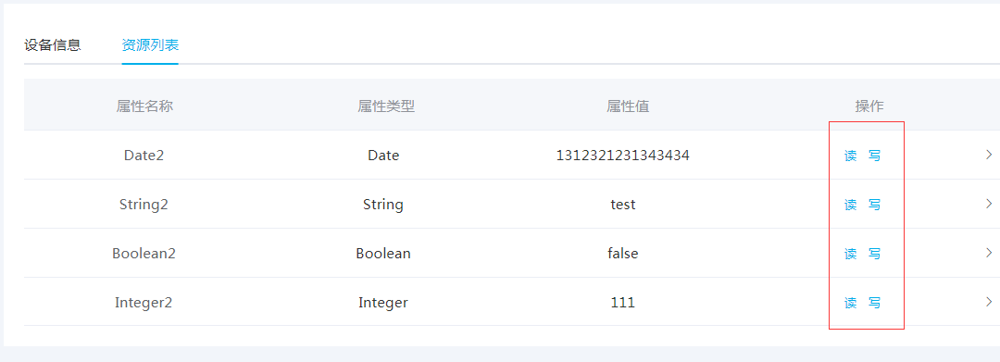 设备信息 资源列表
属性名称 属性类型 属性值 操作
Date2 Date 1312321231343434 读 写
String2 String test 读 写
Boolean2 Boolean false 读 写
Integer2 Integer 111 读 写